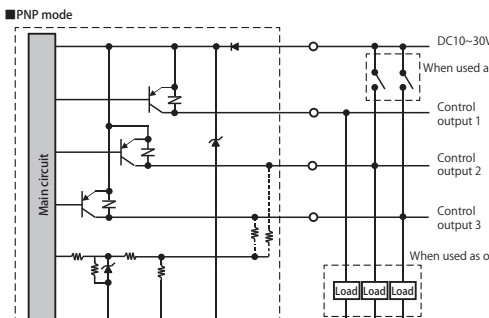 ■PNP mode
DC10~30V
When used a
Main circuit
Control
output 1
Control
output 2
Control
output 3
When used as o
Load Load Load